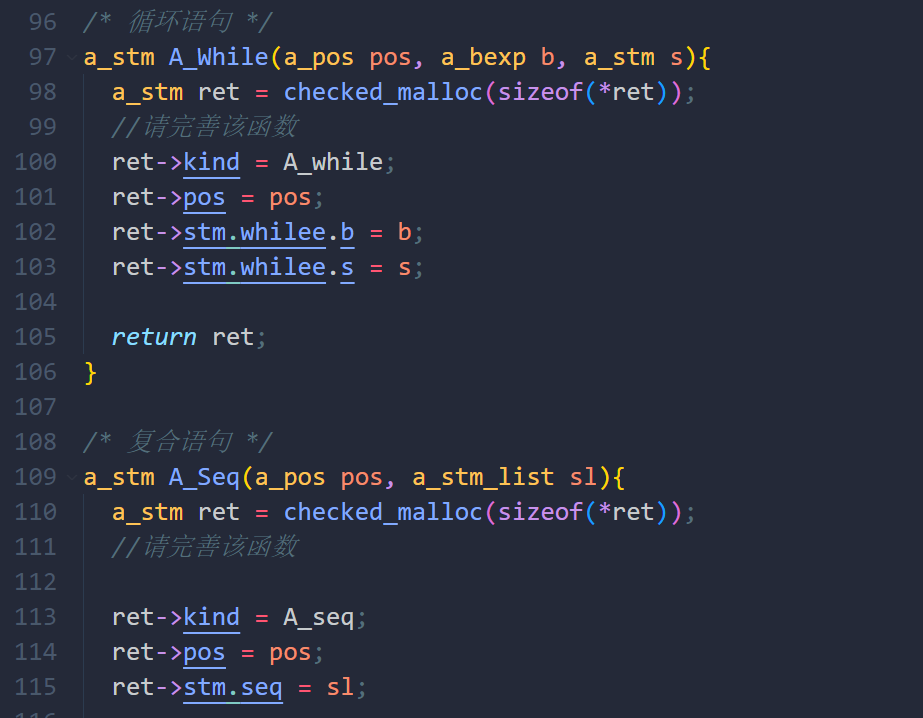 96 /* 循环语句 */
97 a_stm A_While(a_pos pos, a_bexp b, a_stm s){
98 a_stm ret = checked_malloc(sizeof(*ret));
99 //请完善该函数
100 ret->kind = A_while;
101 ret->pos = pos;
102 ret->stm.whilee.b = b;
103 ret->stm.whilee.s = s;
104
105 return ret;
106 }
107
108 /* 复合语句 */
109 a_stm A_Seq(a_pos pos, a_stm_list sl){
110 a_stm ret = checked_malloc(sizeof(*ret));
111 //请完善该函数
112
113 ret->kind = A_seq;
114 ret->pos = pos;
115 ret->stm.seq = sl;
116